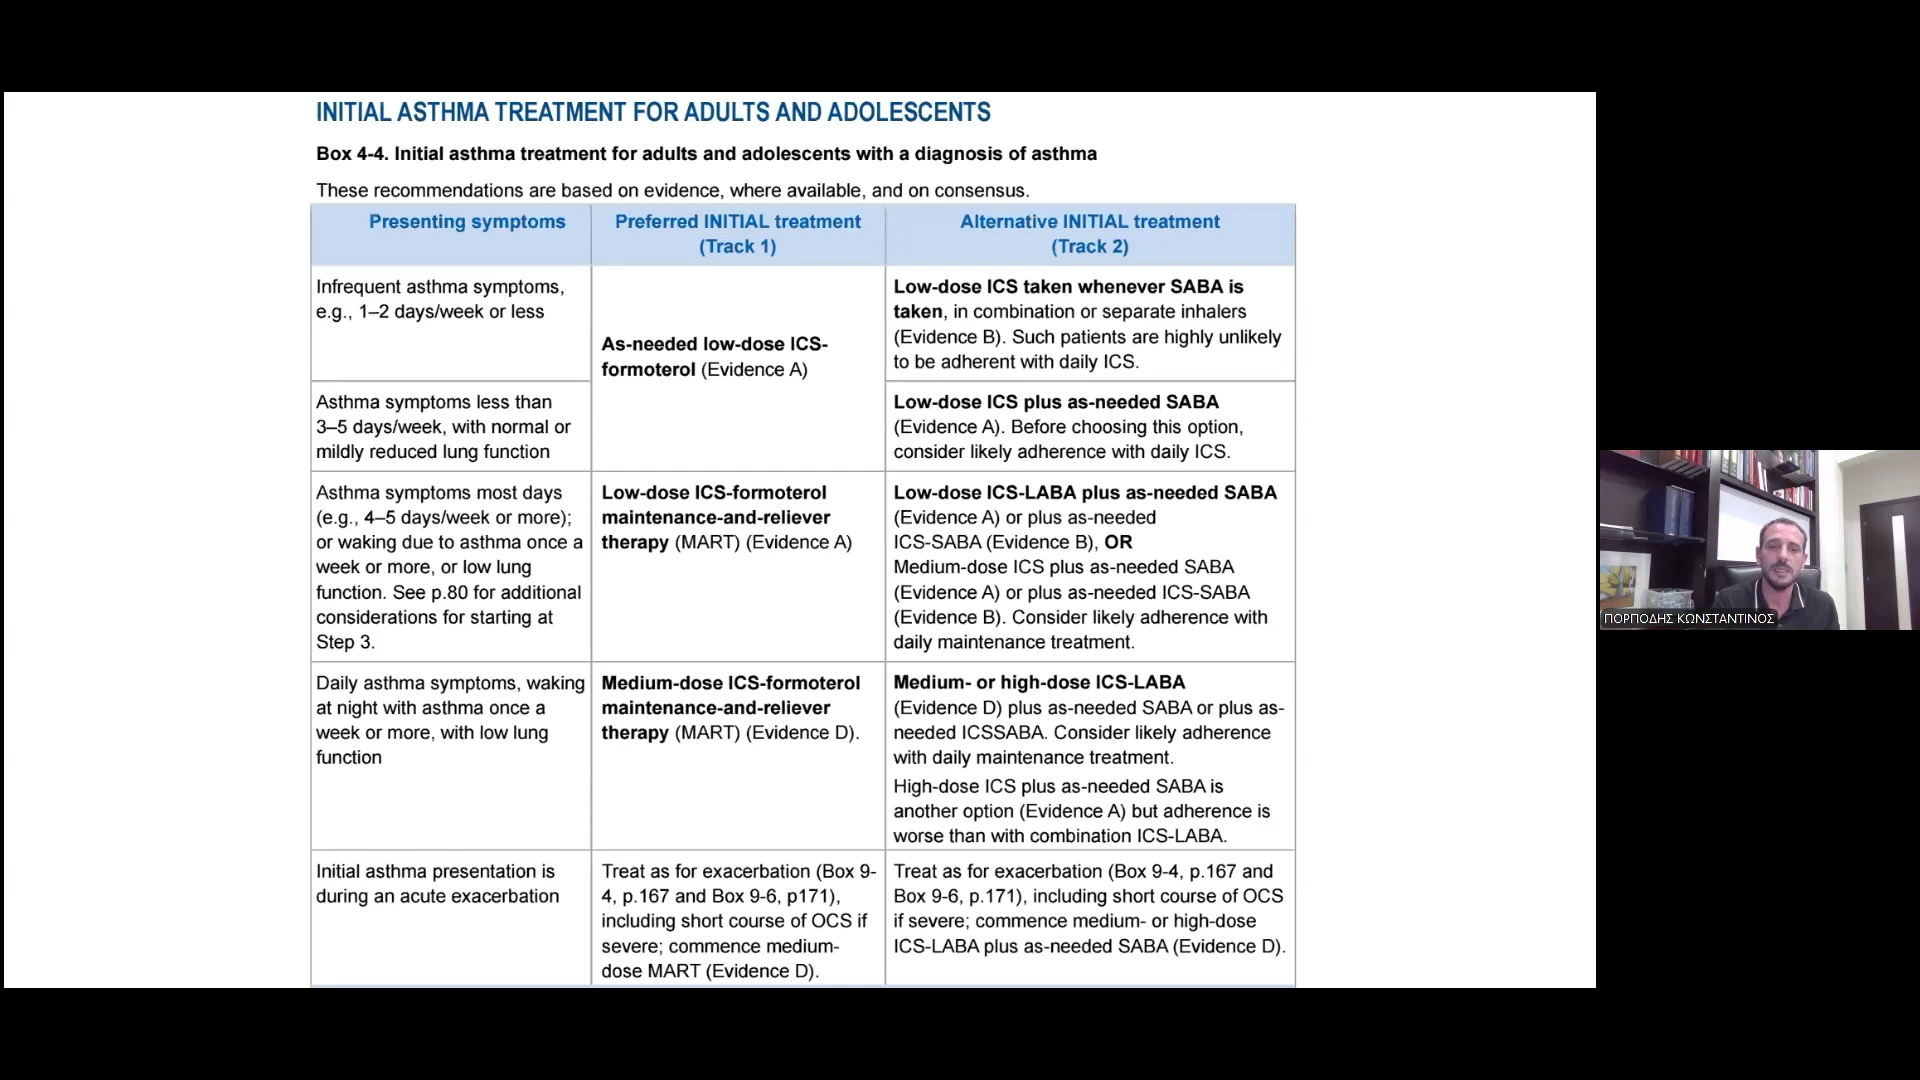 INITIAL ASTHMA TREATMENT FOR ADULTS AND ADOLESCENTS
Box 4-4. Initial asthma treatment for adults and adolescents with a diagnosis of asthma
These recommendations are based on evidence, where available, and on consensus.
Presenting symptoms
Preferred INITIAL treatment
(Track 1)
Alternative INITIAL treatment
(Track 2)
Infrequent asthma symptoms,
e.g., 1–2 days/week or less
As-needed low-dose ICS-
formoterol (Evidence A)
Low-dose ICS taken whenever SABA is
taken, in combination or separate inhalers
(Evidence B). Such patients are highly unlikely
to be adherent with daily ICS.
Asthma symptoms less than
3–5 days/week, with normal or
mildly reduced lung function
Low-dose ICS plus as-needed SABA
(Evidence A). Before choosing this option,
consider likely adherence with daily ICS.
Asthma symptoms most days
(e.g., 4–5 days/week or more);
or waking due to asthma once a
week or more, or low lung
function. See p.80 for additional
considerations for starting at
Step 3.
Low-dose ICS-formoterol
maintenance-and-reliever
therapy (MART) (Evidence A)
Low-dose ICS-LABA plus as-needed SABA
(Evidence A) or plus as-needed
ICS-SABA (Evidence B), OR
Medium-dose ICS plus as-needed SABA
(Evidence A) or plus as-needed ICS-SABA
(Evidence B). Consider likely adherence with
daily maintenance treatment.
Daily asthma symptoms, waking
at night with asthma once a
week or more, with low lung
function
Medium-dose ICS-formoterol
maintenance-and-reliever
therapy (MART) (Evidence D).
Medium- or high-dose ICS-LABA
(Evidence D) plus as-needed SABA or plus as-
needed ICSSABA. Consider likely adherence
with daily maintenance treatment.
High-dose ICS plus as-needed SABA is
another option (Evidence A) but adherence is
worse than with combination ICS-LABA.
Initial asthma presentation is
during an acute exacerbation
Treat as for exacerbation (Box 9-
4, p.167 and Box 9-6, p171),
including short course of OCS if
severe; commence medium-
dose MART (Evidence D).
Treat as for exacerbation (Box 9-4, p.167 and
Box 9-6, p.171), including short course of OCS
if severe; commence medium- or high-dose
ICS-LABA plus as-needed SABA (Evidence D).
ΠΟΡΠΟΔΗΣ ΚΩΝΣΤΑΝΤΙΝΟΣ